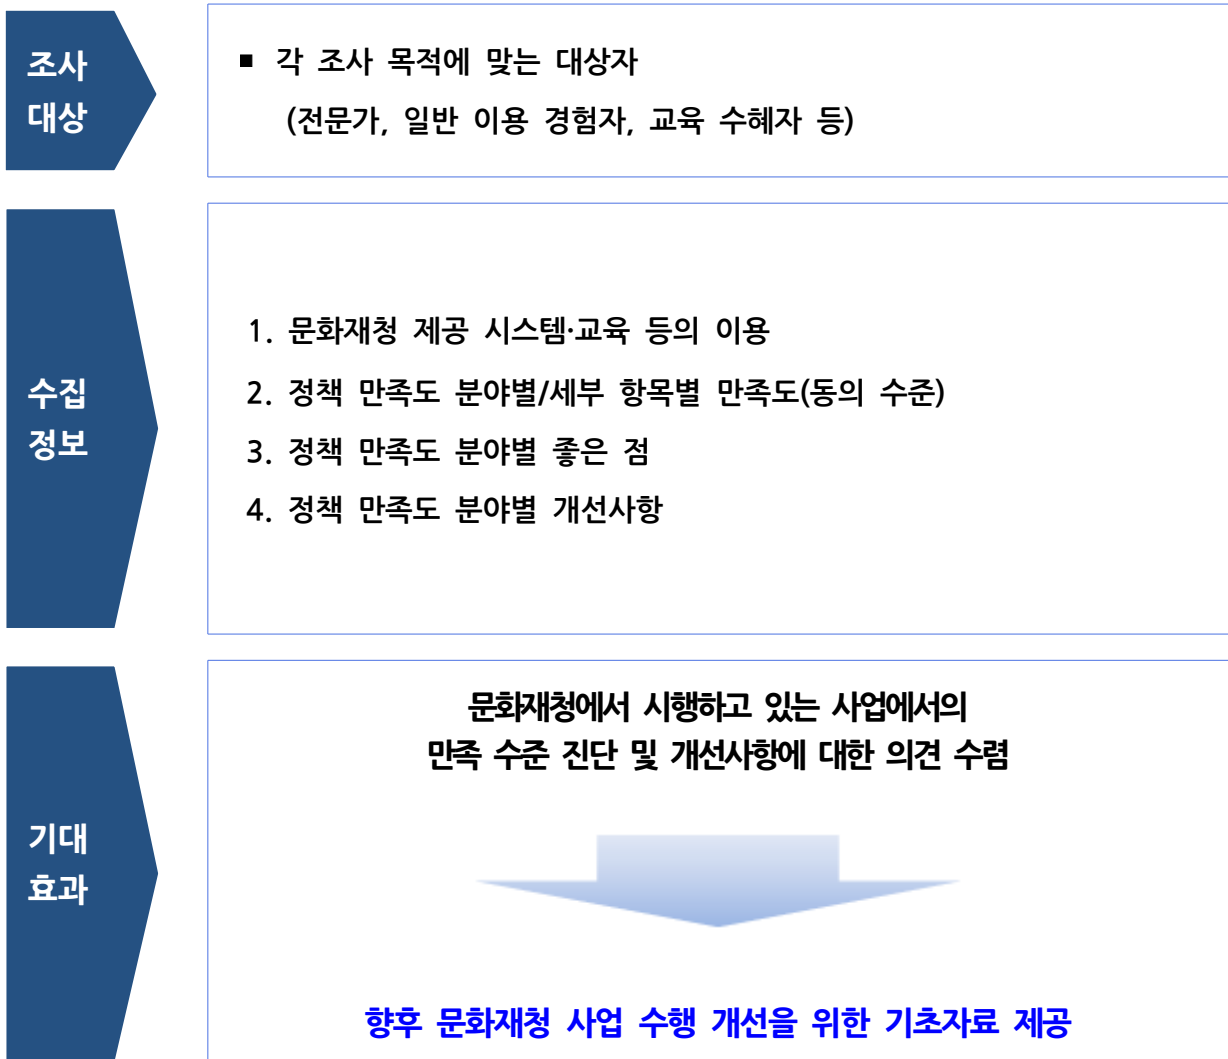 조사
대상
■ 각 조사 목적에 맞는 대상자
(전문가, 일반 이용 경험자, 교육 수혜자 등)
수집
정보
1. 문화재청 제공 시스템·교육 등의 이용
2. 정책 만족도 분야별/세부 항목별 만족도(동의 수준)
3. 정책 만족도 분야별 좋은 점
4. 정책 만족도 분야별 개선사항
기대
효과
문화재청에서 시행하고 있는 사업에서의
만족 수준 진단 및 개선사항에 대한 의견 수렴
향후 문화재청 사업 수행 개선을 위한 기초자료 제공